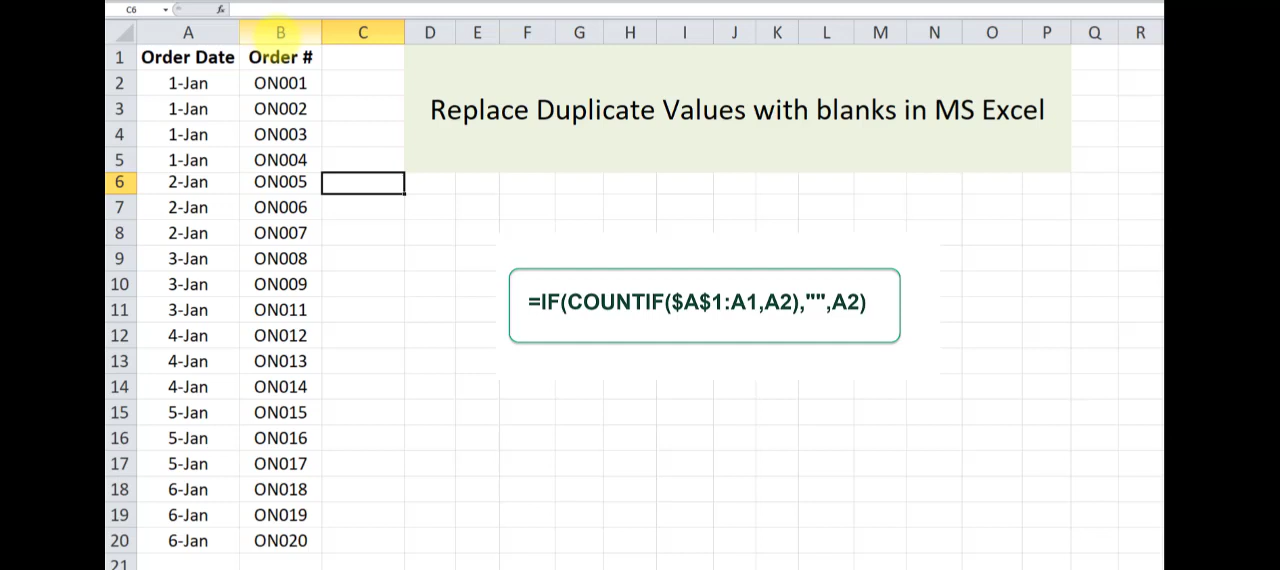 C6 fx
A B C D E F G H I J K L M N O P Q R
1 Order Date Order #
2 1-Jan ON001
3 1-Jan ON002
4 1-Jan ON003
5 1-Jan ON004
6 2-Jan ON005
7 2-Jan ON006
8 2-Jan ON007
9 3-Jan ON008
10 3-Jan ON009
11 3-Jan ON011
12 4-Jan ON012
13 4-Jan ON013
14 4-Jan ON014
15 5-Jan ON015
16 5-Jan ON016
17 5-Jan ON017
18 6-Jan ON018
19 6-Jan ON019
20 6-Jan ON020
21
Replace Duplicate Values with blanks in MS Excel
=IF(COUNTIF($A$1:A1,A2),"",A2)